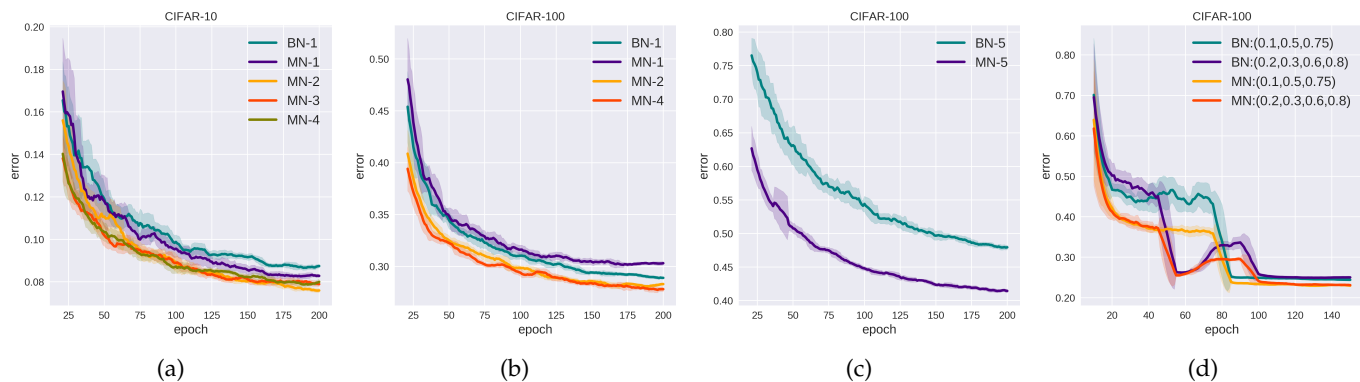 CIFAR-10
0.20
0.18
0.16
0.14
0.12
0.10
0.08
error
BN-1
MN-1
MN-2
MN-3
MN-4
25 50 75 100 125 150 175 200
epoch
(a)
CIFAR-100
0.50
0.45
0.40
0.35
0.30
error
BN-1
MN-1
MN-2
MN-4
25 50 75 100 125 150 175 200
epoch
(b)
CIFAR-100
0.80
0.75
0.70
0.65
0.60
0.55
0.50
0.45
0.40
error
BN-5
MN-5
25 50 75 100 125 150 175 200
epoch
(c)
CIFAR-100
0.80
0.70
0.60
0.50
0.40
0.30
0.20
error
BN:(0.1,0.5,0.75)
BN:(0.2,0.3,0.6,0.8)
MN:(0.1,0.5,0.75)
MN:(0.2,0.3,0.6,0.8)
20 40 60 80 100 120 140
epoch
(d)